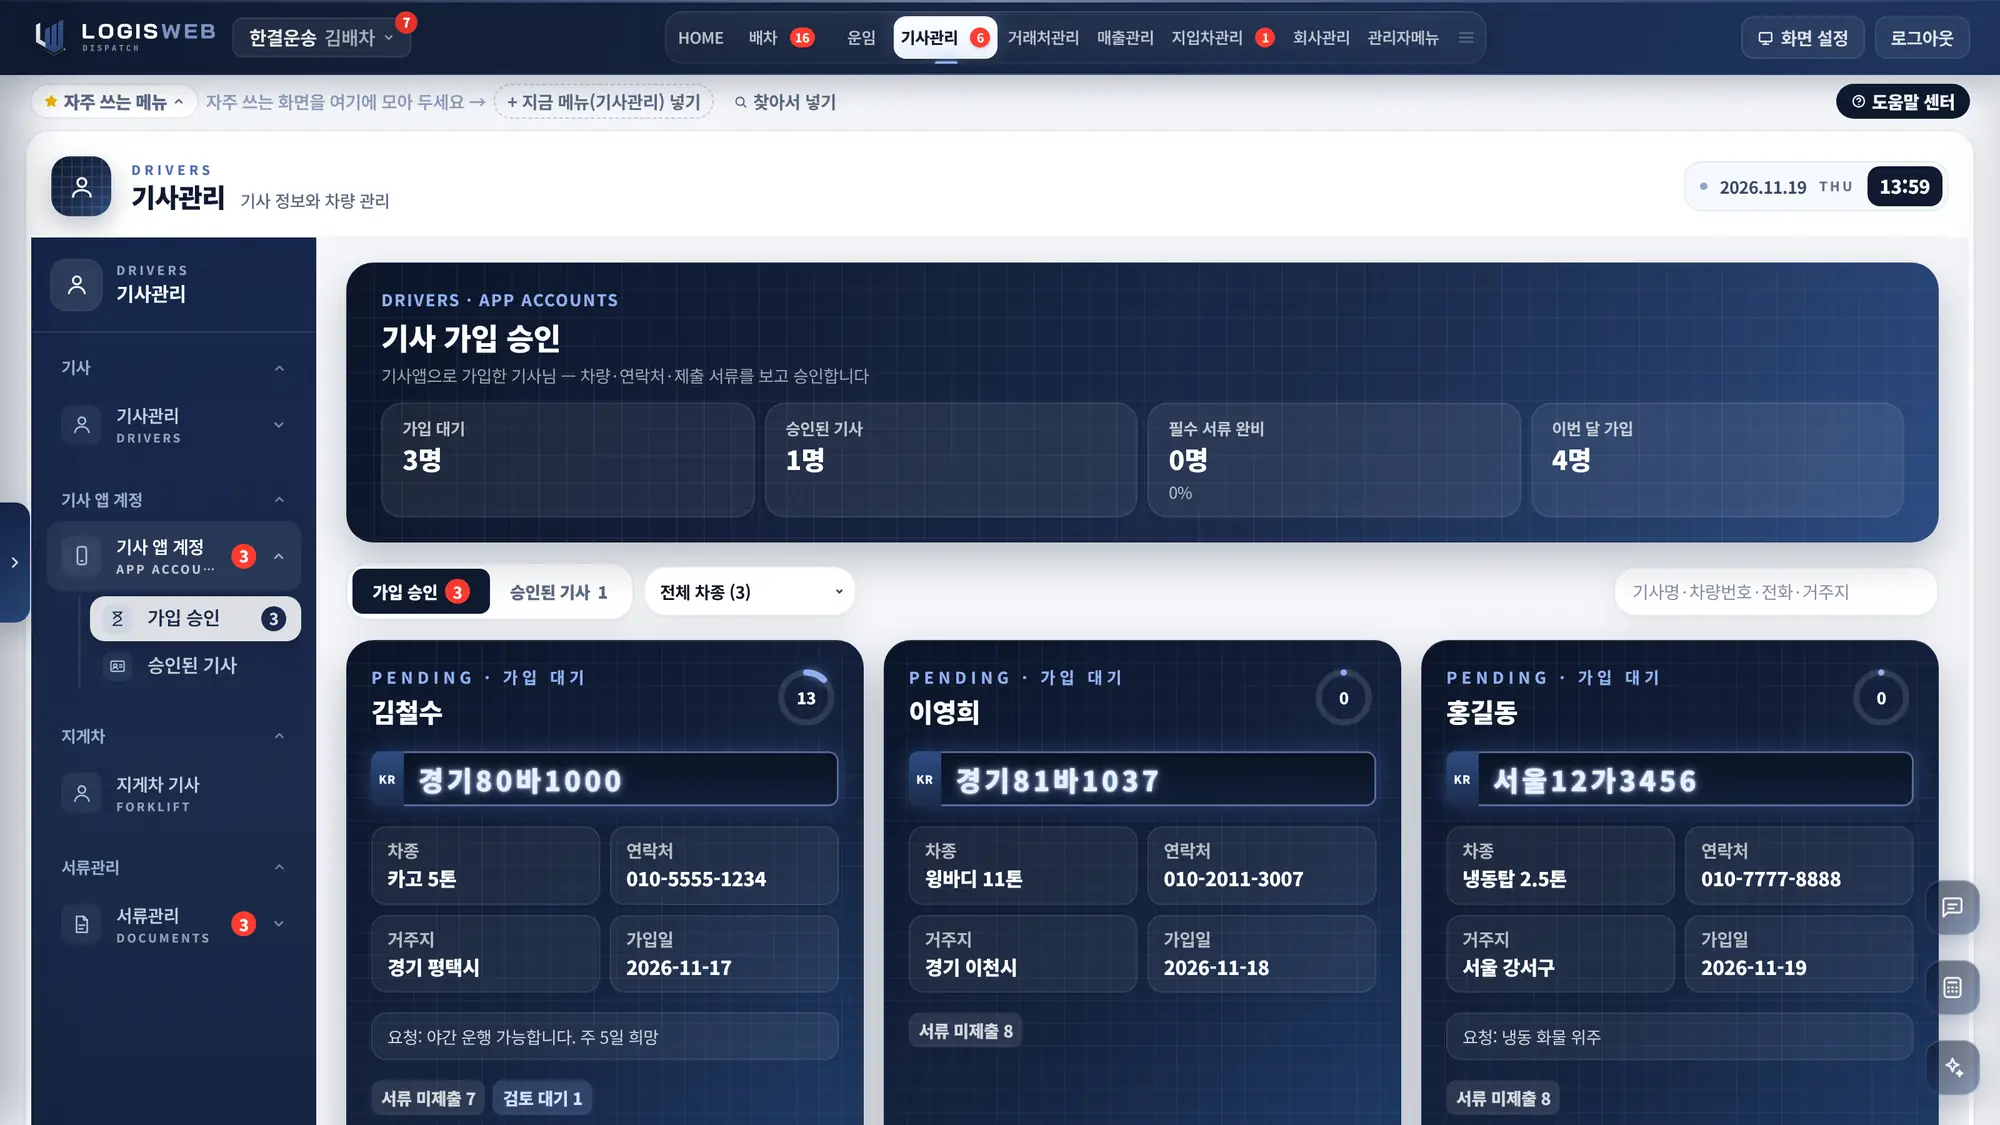 LOGISWEB
DISPATCH
한결운송 김배차
7
HOME
배차 16
운임
기사관리 6
거래처관리
매출관리
지입차관리 1
회사관리
관리자메뉴
화면 설정
로그아웃
자주 쓰는 메뉴
자주 쓰는 화면을 여기에 모아 두세요 →
+ 지금 메뉴(기사관리) 넣기
찾아서 넣기
도움말 센터
DRIVERS
기사관리 기사 정보와 차량 관리
2026.11.19 THU 13:59
DRIVERS
기사관리
기사
기사관리
DRIVERS
기사 앱 계정
기사 앱 계정
APP ACCOU...
3
가입 승인 3
승인된 기사
지게차
지게차 기사
FORKLIFT
서류관리
서류관리
DOCUMENTS
3
DRIVERS · APP ACCOUNTS
기사 가입 승인
기사앱으로 가입한 기사님 — 차량·연락처·제출 서류를 보고 승인합니다
가입 대기
3명
승인된 기사
1명
필수 서류 완비
0명
0%
이번 달 가입
4명
가입 승인 3
승인된 기사 1
전체 차종 (3)
기사명·차량번호·전화·거주지
PENDING · 가입 대기
김철수
13
KR 경기80바1000
차종
카고 5톤
연락처
010-5555-1234
거주지
경기 평택시
가입일
2026-11-17
요청: 야간 운행 가능합니다. 주 5일 희망
서류 미제출 7
검토 대기 1
PENDING · 가입 대기
이영희
0
KR 경기81바1037
차종
윙바디 11톤
연락처
010-2011-3007
거주지
경기 이천시
가입일
2026-11-18
서류 미제출 8
PENDING · 가입 대기
홍길동
0
KR 서울12가3456
차종
냉동탑 2.5톤
연락처
010-7777-8888
거주지
서울 강서구
가입일
2026-11-19
요청: 냉동 화물 위주
서류 미제출 8